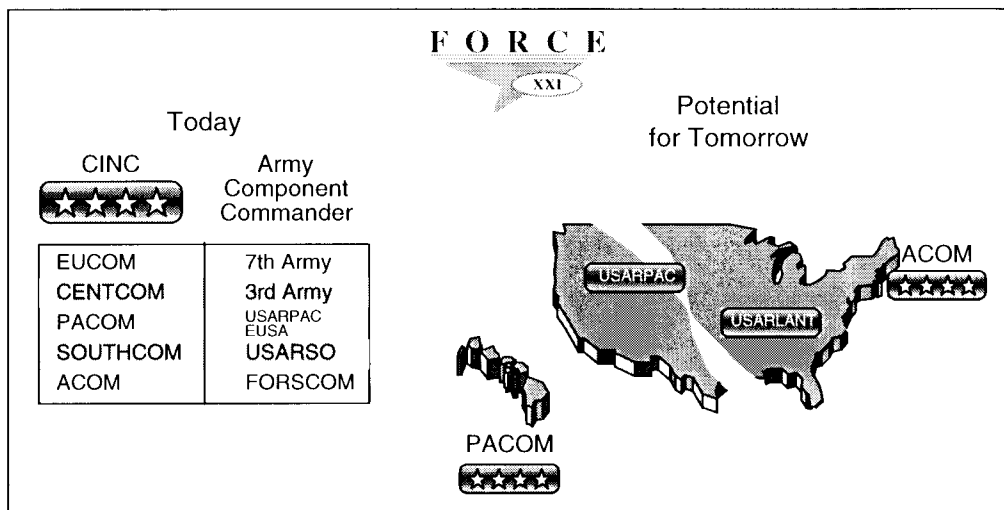 FORCE
XXI
Today
CINC
Army
Component
Commander
EUCOM 7th Army
CENTCOM 3rd Army
PACOM USARPAC
EUSA
SOUTHCOM USARSO
ACOM FORSCOM
Potential
for Tomorrow
USARPAC
USARLANT
ACOM
PACOM